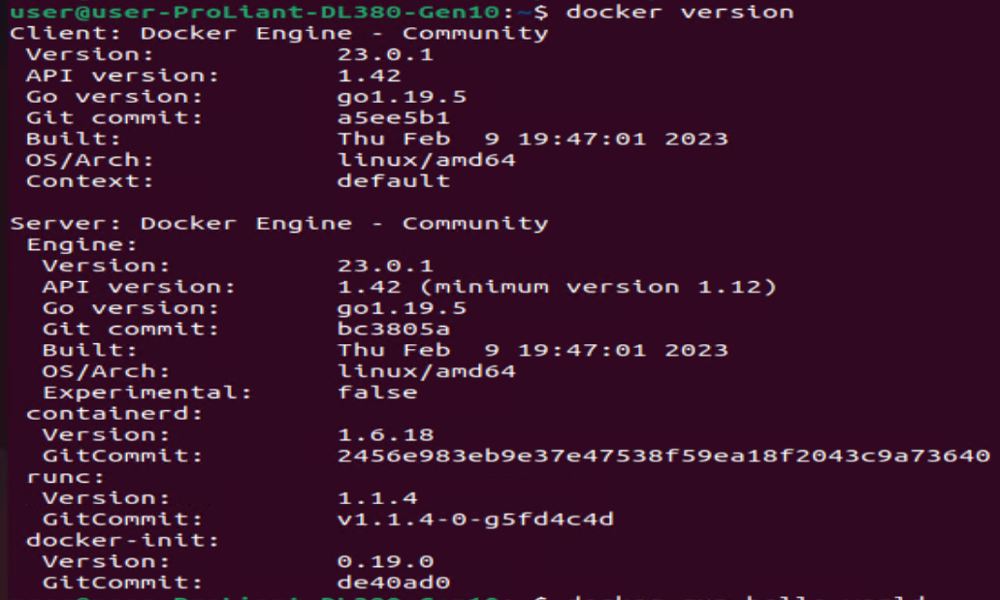 user@user-ProLiant-DL380-Gen10:~$ docker version
Client: Docker Engine - Community
 Version:           23.0.1
 API version:       1.42
 Go version:        go1.19.5
 Git commit:        a5ee5b1
 Built:             Thu Feb  9 19:47:01 2023
 OS/Arch:           linux/amd64
 Context:           default

Server: Docker Engine - Community
 Engine:
  Version:          23.0.1
  API version:      1.42 (minimum version 1.12)
  Go version:       go1.19.5
  Git commit:       bc3805a
  Built:            Thu Feb  9 19:47:01 2023
  OS/Arch:          linux/amd64
  Experimental:     false
 containerd:
  Version:          1.6.18
  GitCommit:        2456e983eb9e37e47538f59ea18f2043c9a73640
 runc:
  Version:          1.1.4
  GitCommit:        v1.1.4-0-g5fd4c4d
 docker-init:
  Version:          0.19.0
  GitCommit:        de40ad0